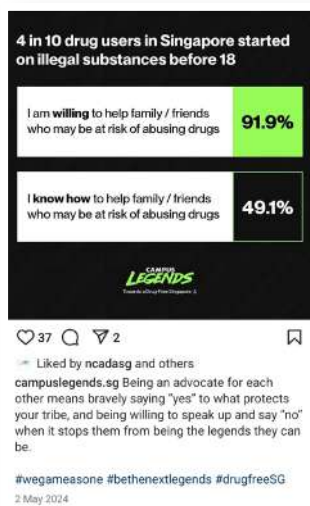 4 in 10 drug users in Singapore started
on illegal substances before 18
I am willing to help family / friends
who may be at risk of abusing drugs
91.9%
I know how to help family / friends
who may be at risk of abusing drugs
49.1%
CAMPUS
LEGENDS
Towards a Drug-Free Singapore
37
2
Liked by ncadasg and others
campuslegends.sg Being an advocate for each
other means bravely saying "yes" to what protects
your tribe, and being willing to speak up and say "no"
when it stops them from being the legends they can
be.
#wegameasone #bethenextlegends #drugfreeSG
2 May 2024